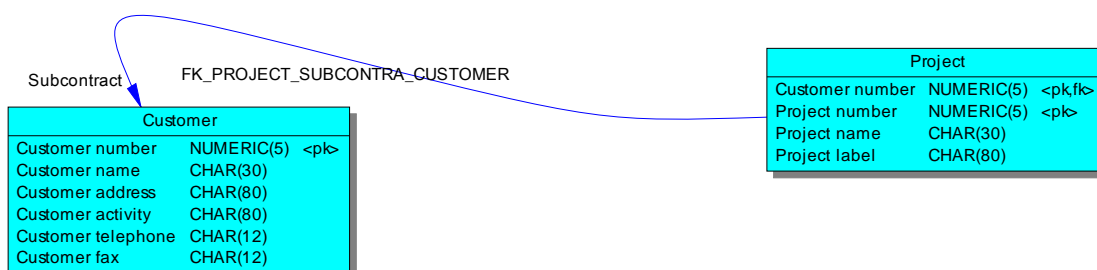 Subcontract
FK_PROJECT_SUBCONTRA_CUSTOMER
Project
Customer number NUMERIC(5) <pk,fk>
Project number NUMERIC(5) <pk>
Project name CHAR(30)
Project label CHAR(80)
Customer
Customer number NUMERIC(5) <pk>
Customer name CHAR(30)
Customer address CHAR(80)
Customer activity CHAR(80)
Customer telephone CHAR(12)
Customer fax CHAR(12)